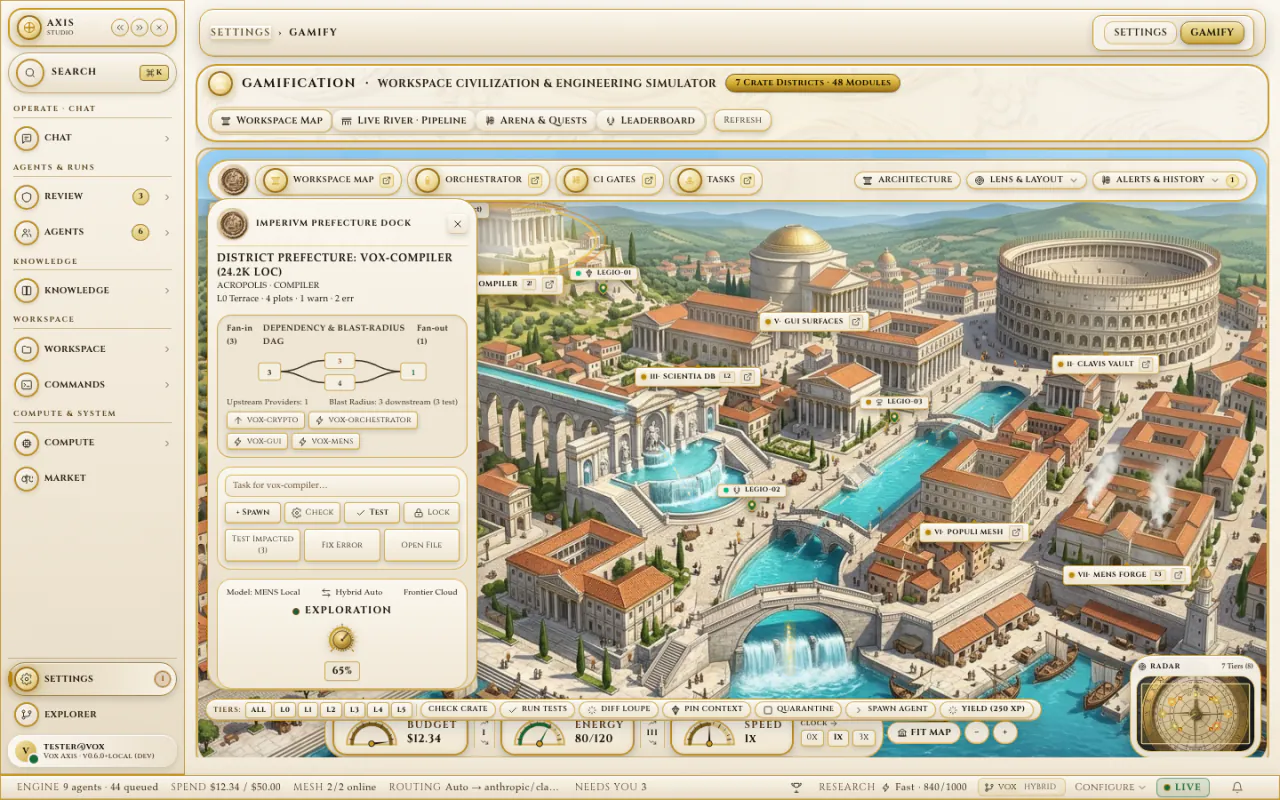 AXIS
STUDIO
SEARCH
⌘K
OPERATE · CHAT
CHAT
AGENTS & RUNS
REVIEW 3
AGENTS 6
KNOWLEDGE
KNOWLEDGE
WORKSPACE
WORKSPACE
COMMANDS
COMPUTE & SYSTEM
COMPUTE
MARKET
SETTINGS 1
EXPLORER
V
TESTER@VOX
VOX AXIS · V0.6.0+LOCAL (DEV)
SETTINGS › GAMIFY
SETTINGS GAMIFY
GAMIFICATION · WORKSPACE CIVILIZATION & ENGINEERING SIMULATOR 7 CRATE DISTRICTS · 48 MODULES
WORKSPACE MAP LIVE RIVER · PIPELINE ARENA & QUESTS LEADERBOARD REFRESH
WORKSPACE MAP ORCHESTRATOR CI GATES TASKS ARCHITECTURE LENS & LAYOUT ALERTS & HISTORY 1
IMPERIVM PREFECTURE DOCK
DISTRICT PREFECTURE: VOX-COMPILER
(24.2K LOC)
ACROPOLIS · COMPILER
L0 Terrace · 4 plots · 1 warn · 2 err
Fan-in DEPENDENCY & BLAST-RADIUS Fan-out
(3) DAG (1)
3 3 4 1
Upstream Providers: 1 Blast Radius: 3 downstream (3 test)
VOX-CRYPTO VOX-ORCHESTRATOR
VOX-GUI VOX-MENS
Task for vox-compiler...
+ SPAWN CHECK TEST LOCK
TEST IMPACTED
(3)
FIX ERROR OPEN FILE
Model: MENS Local Hybrid Auto Frontier Cloud
EXPLORATION
65%
LEGIO-01
OMPILER
V· GUI SURFACES
II· CLAVIS VAULT
III· SCIENTIA DB L2
LEGIO-03
LEGIO-02
VI· POPULI MESH
VII· MENS FORGE L3
RADAR 7 Tiers (8)
TIERS: ALL L0 L1 L2 L3 L4 L5 CHECK CRATE RUN TESTS DIFF LOUPE PIN CONTEXT QUARANTINE SPAWN AGENT YIELD (250 XP)
BUDGET
$12.34
I
ENERGY
80/120
III
SPEED
1X
CLOCK →
0X 1X 3X
FIT MAP − +
ENGINE 9 agents · 44 queued SPEND $12.34 / $50.00 MESH 2/2 online ROUTING Auto → anthropic/cla... NEEDS YOU 3 RESEARCH Fast · 840/1000 VOX HYBRID CONFIGURE LIVE